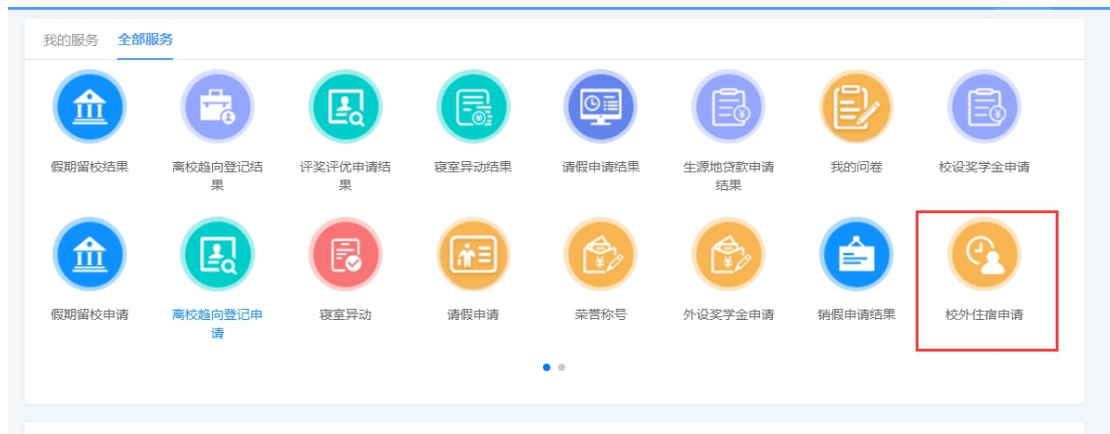 我的服务 全部服务
假期留校结果 离校趋向登记结 评奖评优申请结 寝室异动结果 请假申请结果 生源地贷款申请 我的问卷 校设奖学金申请
果 果 结果
假期留校申请 离校趋向登记申 寝室异动 请假申请 荣誉称号 外设奖学金申请 销假申请结果 校外住宿申请
请